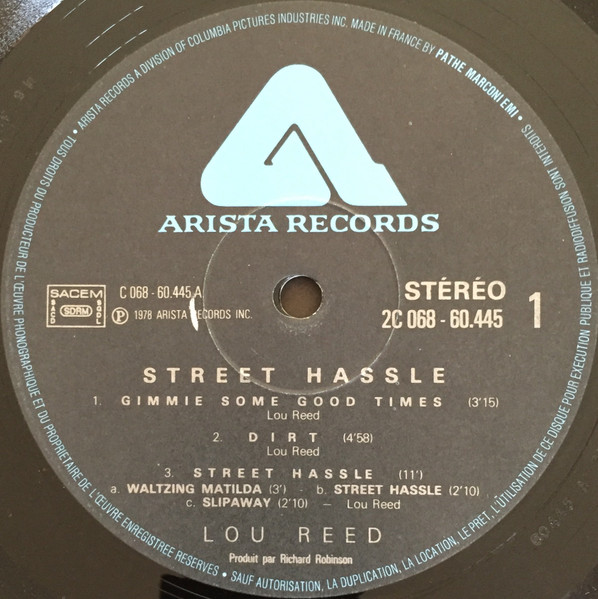 ARISTA RECORDS A DIVISION OF COLUMBIA PICTURES INDUSTRIES INC. MADE IN FRANCE BY PATHE MARCONI EMI •
TOUS DROITS DU PRODUCTEUR DE L'ŒUVRE PHONOGRAPHIQUE ET DU PROPRIETAIRE DE L'ŒUVRE ENREGISTREE RESERVES • SAUF AUTORISATION, LA DUPLICATION, LA LOCATION, LE PRET, L'UTILISATION DE CE DISQUE POUR EXECUTION PUBLIQUE ET RADIODIFFUSION SONT INTERDITS •
ARISTA RECORDS
SACEM
SACD SDRM BOOL
C 068 - 60.445 A
Ⓟ 1978 ARISTA RECORDS INC.
STÉRÉO
2C 068 - 60.445
1
STREET HASSLE
1. GIMMIE SOME GOOD TIMES (3'15)
Lou Reed
2. DIRT (4'58)
Lou Reed
3. STREET HASSLE (11')
a. WALTZING MATILDA (3') - b. STREET HASSLE (2'10)
c. SLIPAWAY (2'10) - Lou Reed
LOU REED
Produit par Richard Robinson